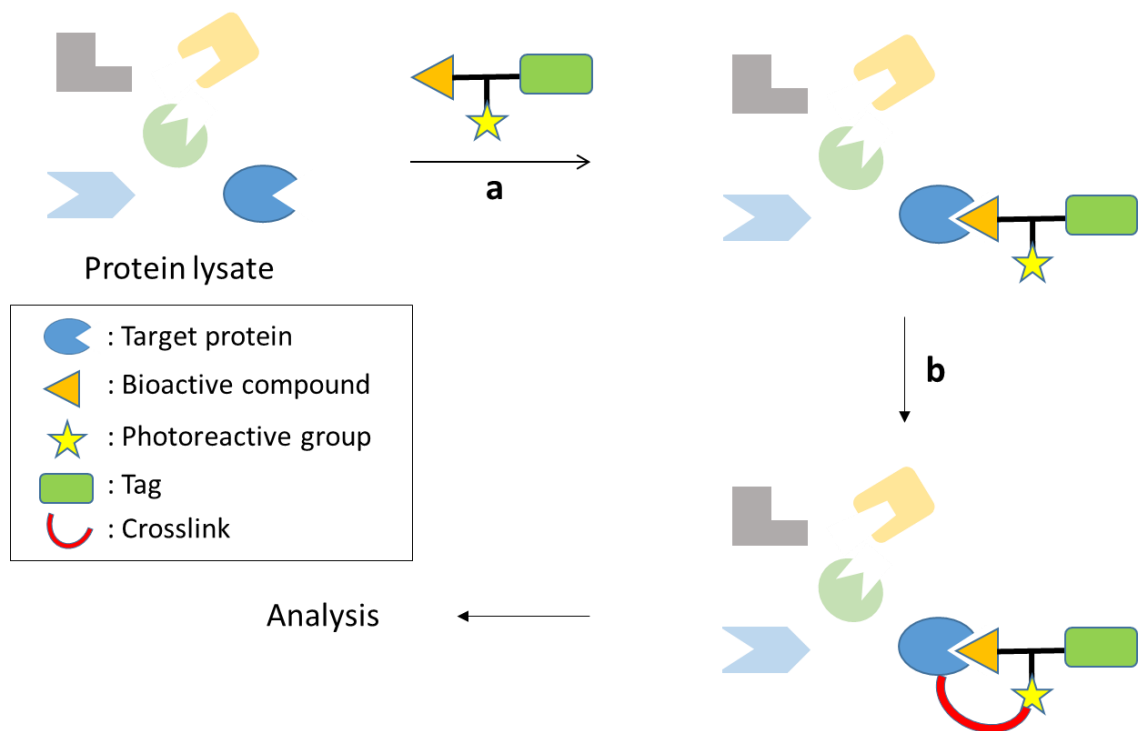 a
Protein lysate
: Target protein
: Bioactive compound
: Photoreactive group
: Tag
: Crosslink
b
Analysis